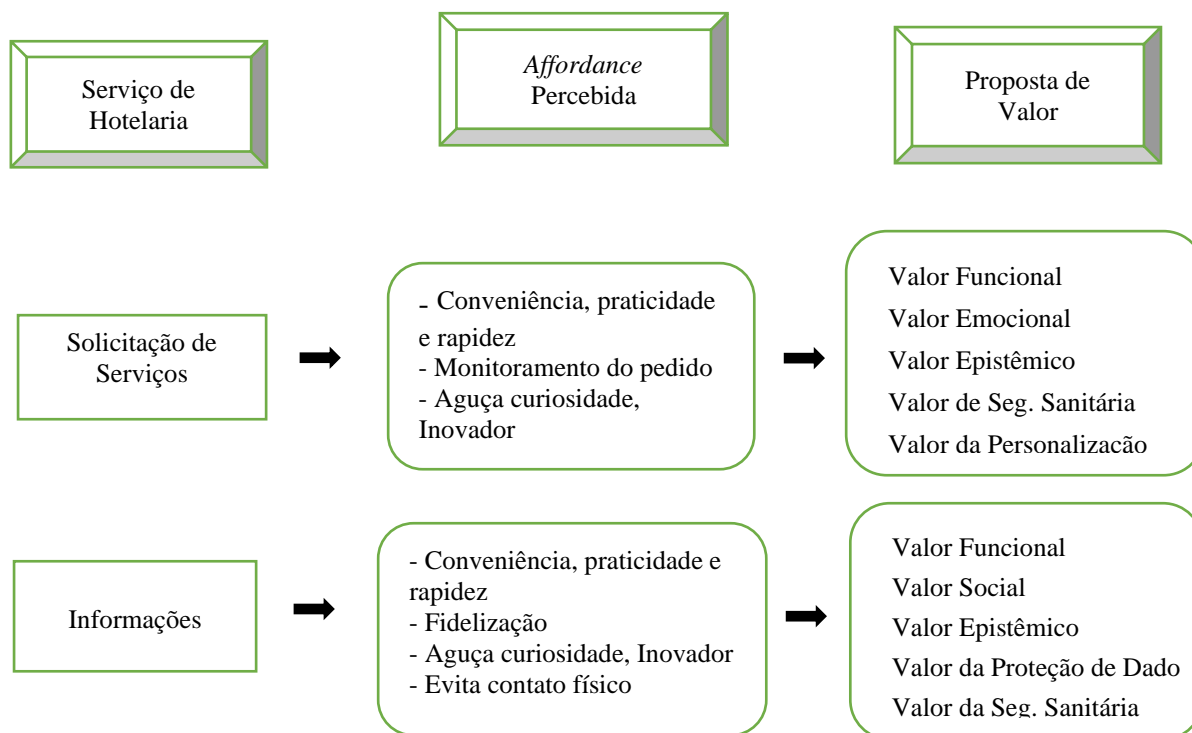 Serviço de
Hotelaria
Affordance
Percebida
Proposta de
Valor
Solicitação de
Serviços
- Conveniência, praticidade
e rapidez
- Monitoramento do pedido
- Aguça curiosidade,
Inovador
Valor Funcional
Valor Emocional
Valor Epistêmico
Valor de Seg. Sanitária
Valor da Personalizacão
Informações
- Conveniência, praticidade e
rapidez
- Fidelização
- Aguça curiosidade, Inovador
- Evita contato físico
Valor Funcional
Valor Social
Valor Epistêmico
Valor da Proteção de Dado
Valor da Seg. Sanitária